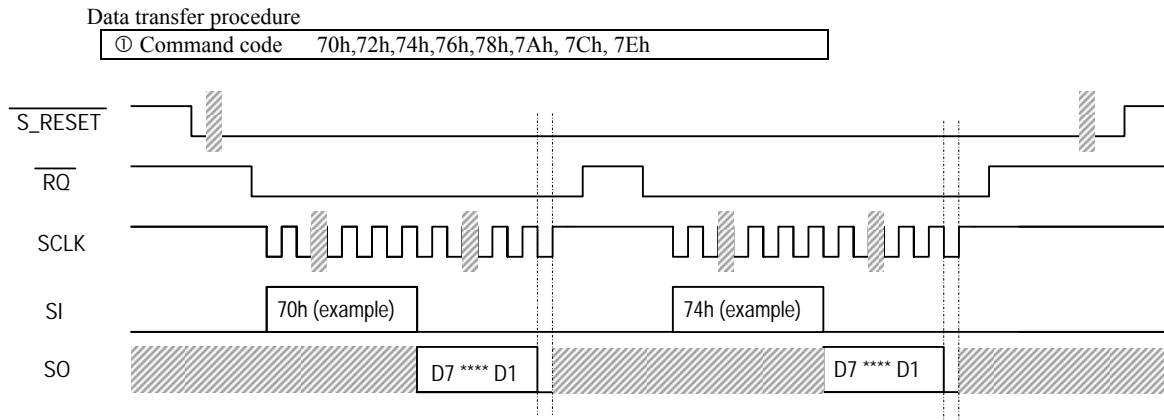 Data transfer procedure
① Command code 70h,72h,74h,76h,78h,7Ah, 7Ch, 7Eh
S_RESET
RQ
SCLK
SI
70h (example)
74h (example)
SO
D7 **** D1
D7 **** D1